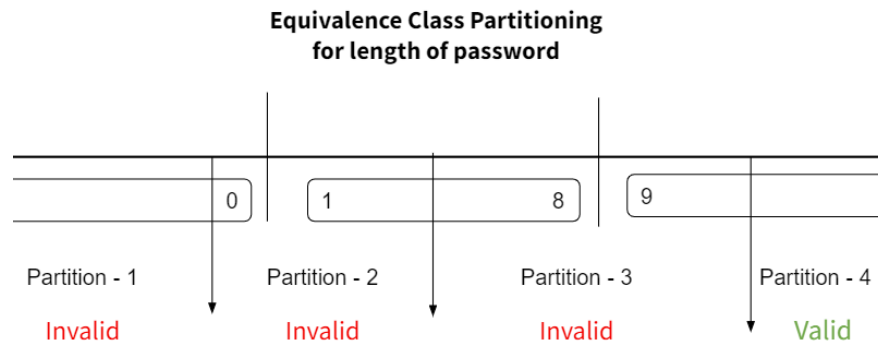 Equivalence Class Partitioning
for length of password
0
1
8
9
Partition - 1
Partition - 2
Partition - 3
Partition - 4
Invalid
Invalid
Invalid
Valid